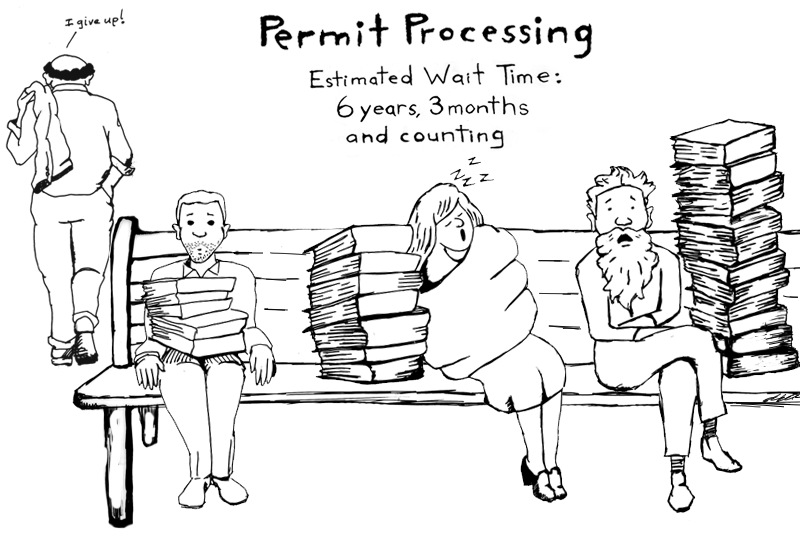 I give up!
Permit Processing
Estimated Wait Time:
6 years, 3 months
and counting
z
z
z z z